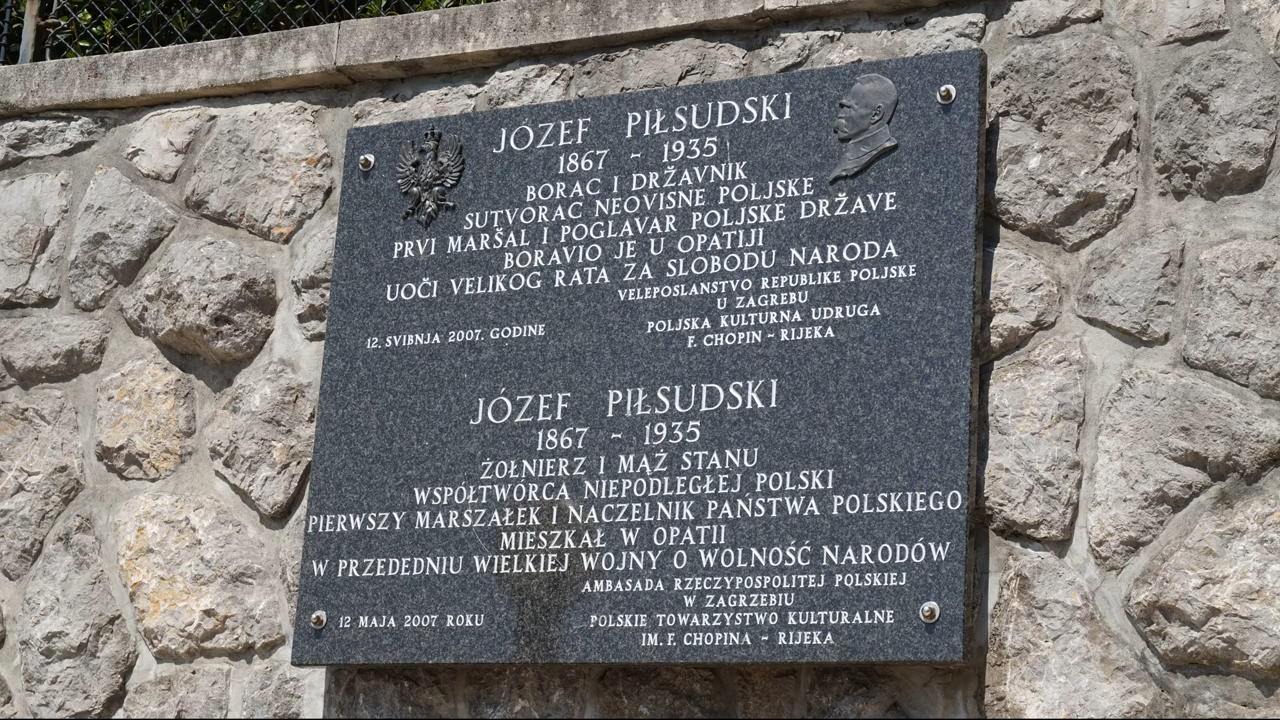 JÓZEF PIŁSUDSKI
1867 ~ 1935
BORAC I DRŽAVNIK
SUTVORAC NEOVISNE POLJSKE
PRVI MARŠAL I POGLAVAR POLJSKE DRŽAVE
BORAVIO JE U OPATIJI
UOČI VELIKOG RATA ZA SLOBODU NARODA
VELEPOSLANSTVO REPUBLIKE POLJSKE
U ZAGREBU
12. SVIBNJA 2007. GODINE
POLJSKA KULTURNA UDRUGA
F. CHOPIN ~ RIJEKA
JÓZEF PIŁSUDSKI
1867 ~ 1935
ŻOŁNIERZ I MĄŻ STANU
WSPÓŁTWÓRCA NIEPODLEGŁEJ POLSKI
PIERWSZY MARSZAŁEK I NACZELNIK PAŃSTWA POLSKIEGO
MIESZKAŁ W OPATII
W PRZEDEDNIU WIELKIEJ WOJNY O WOLNOŚĆ NARODÓW
AMBASADA RZECZYPOSPOLITEJ POLSKIEJ
W ZAGRZEBIU
12 MAJA 2007 ROKU
POLSKIE TOWARZYSTWO KULTURALNE
IM. F. CHOPINA ~ RIJEKA